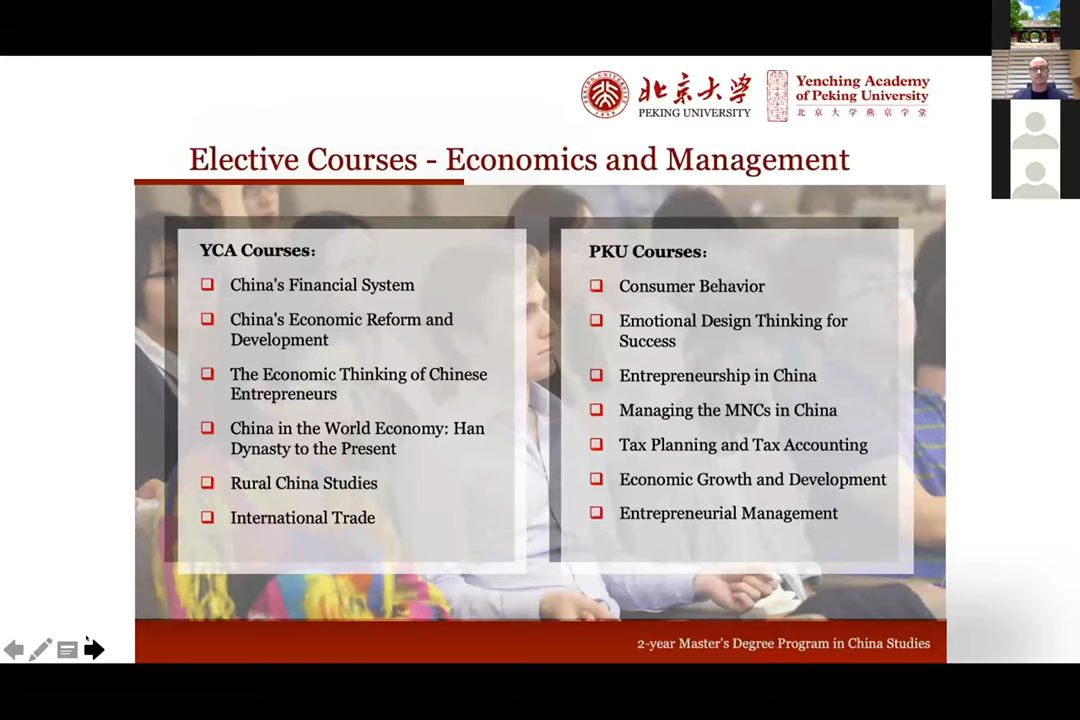 北京大学
PEKING UNIVERSITY
Yenching Academy
of Peking University
北京大学燕京学堂
Elective Courses - Economics and Management
YCA Courses:
China's Financial System
China's Economic Reform and
Development
The Economic Thinking of Chinese
Entrepreneurs
China in the World Economy: Han
Dynasty to the Present
Rural China Studies
International Trade
PKU Courses:
Consumer Behavior
Emotional Design Thinking for
Success
Entrepreneurship in China
Managing the MNCs in China
Tax Planning and Tax Accounting
Economic Growth and Development
Entrepreneurial Management
2-year Master's Degree Program in China Studies